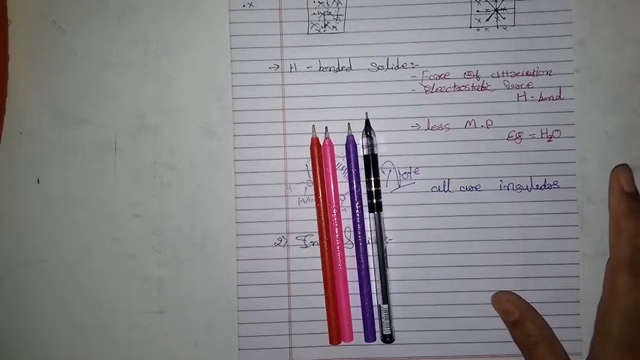 → H - bonded solids:-
- Force of attraction
- Electrostatic force
H - bond
→ less M.P
Eg = H₂O
Note
all are insulators
2)